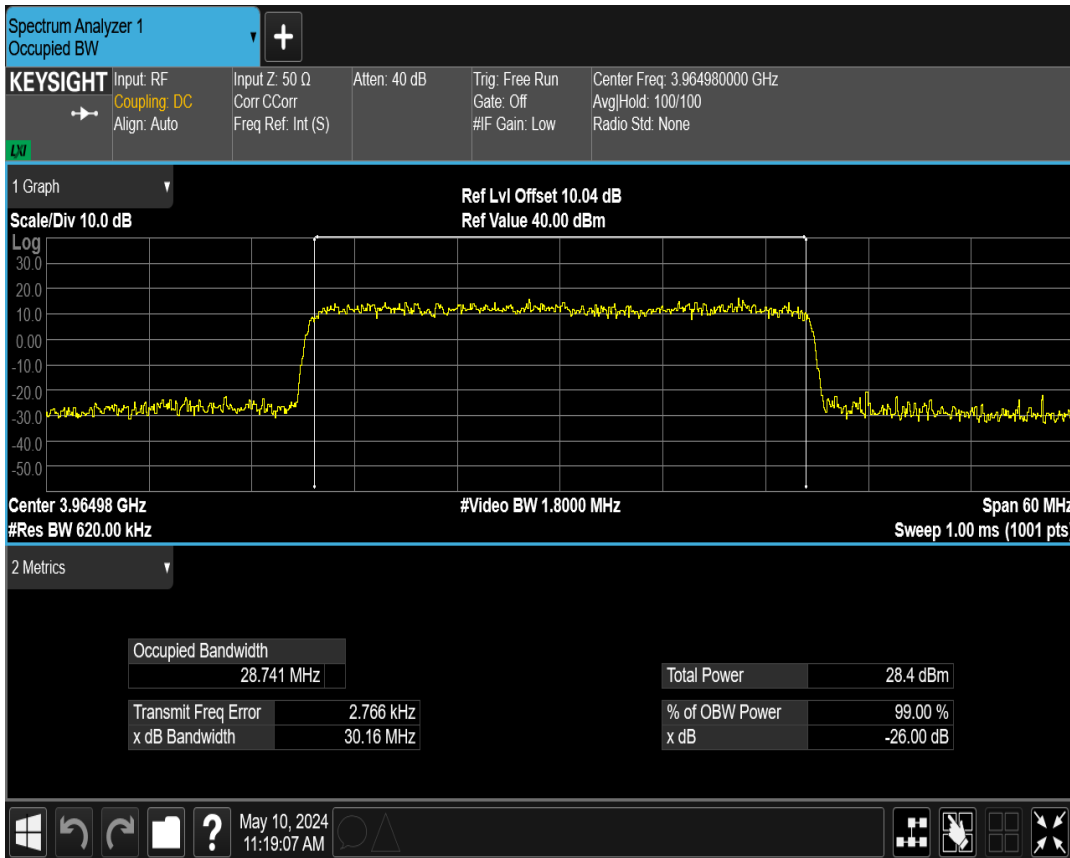 Spectrum Analyzer 1
Occupied BW
+
KEYSIGHT
LXI
Input: RF
Coupling: DC
Align: Auto
Input Z: 50 Ω
Corr CCorr
Freq Ref: Int (S)
Atten: 40 dB
Trig: Free Run
Gate: Off
#IF Gain: Low
Center Freq: 3.964980000 GHz
Avg|Hold: 100/100
Radio Std: None
1 Graph
Scale/Div 10.0 dB
Ref Lvl Offset 10.04 dB
Ref Value 40.00 dBm
Log
30.0
20.0
10.0
0.00
-10.0
-20.0
-30.0
-40.0
-50.0
Center 3.96498 GHz
#Video BW 1.8000 MHz
Span 60 MHz
#Res BW 620.00 kHz
Sweep 1.00 ms (1001 pts)
2 Metrics
Occupied Bandwidth
28.741 MHz
Transmit Freq Error 2.766 kHz
x dB Bandwidth 30.16 MHz
Total Power 28.4 dBm
% of OBW Power 99.00 %
x dB -26.00 dB
?
May 10, 2024
11:19:07 AM